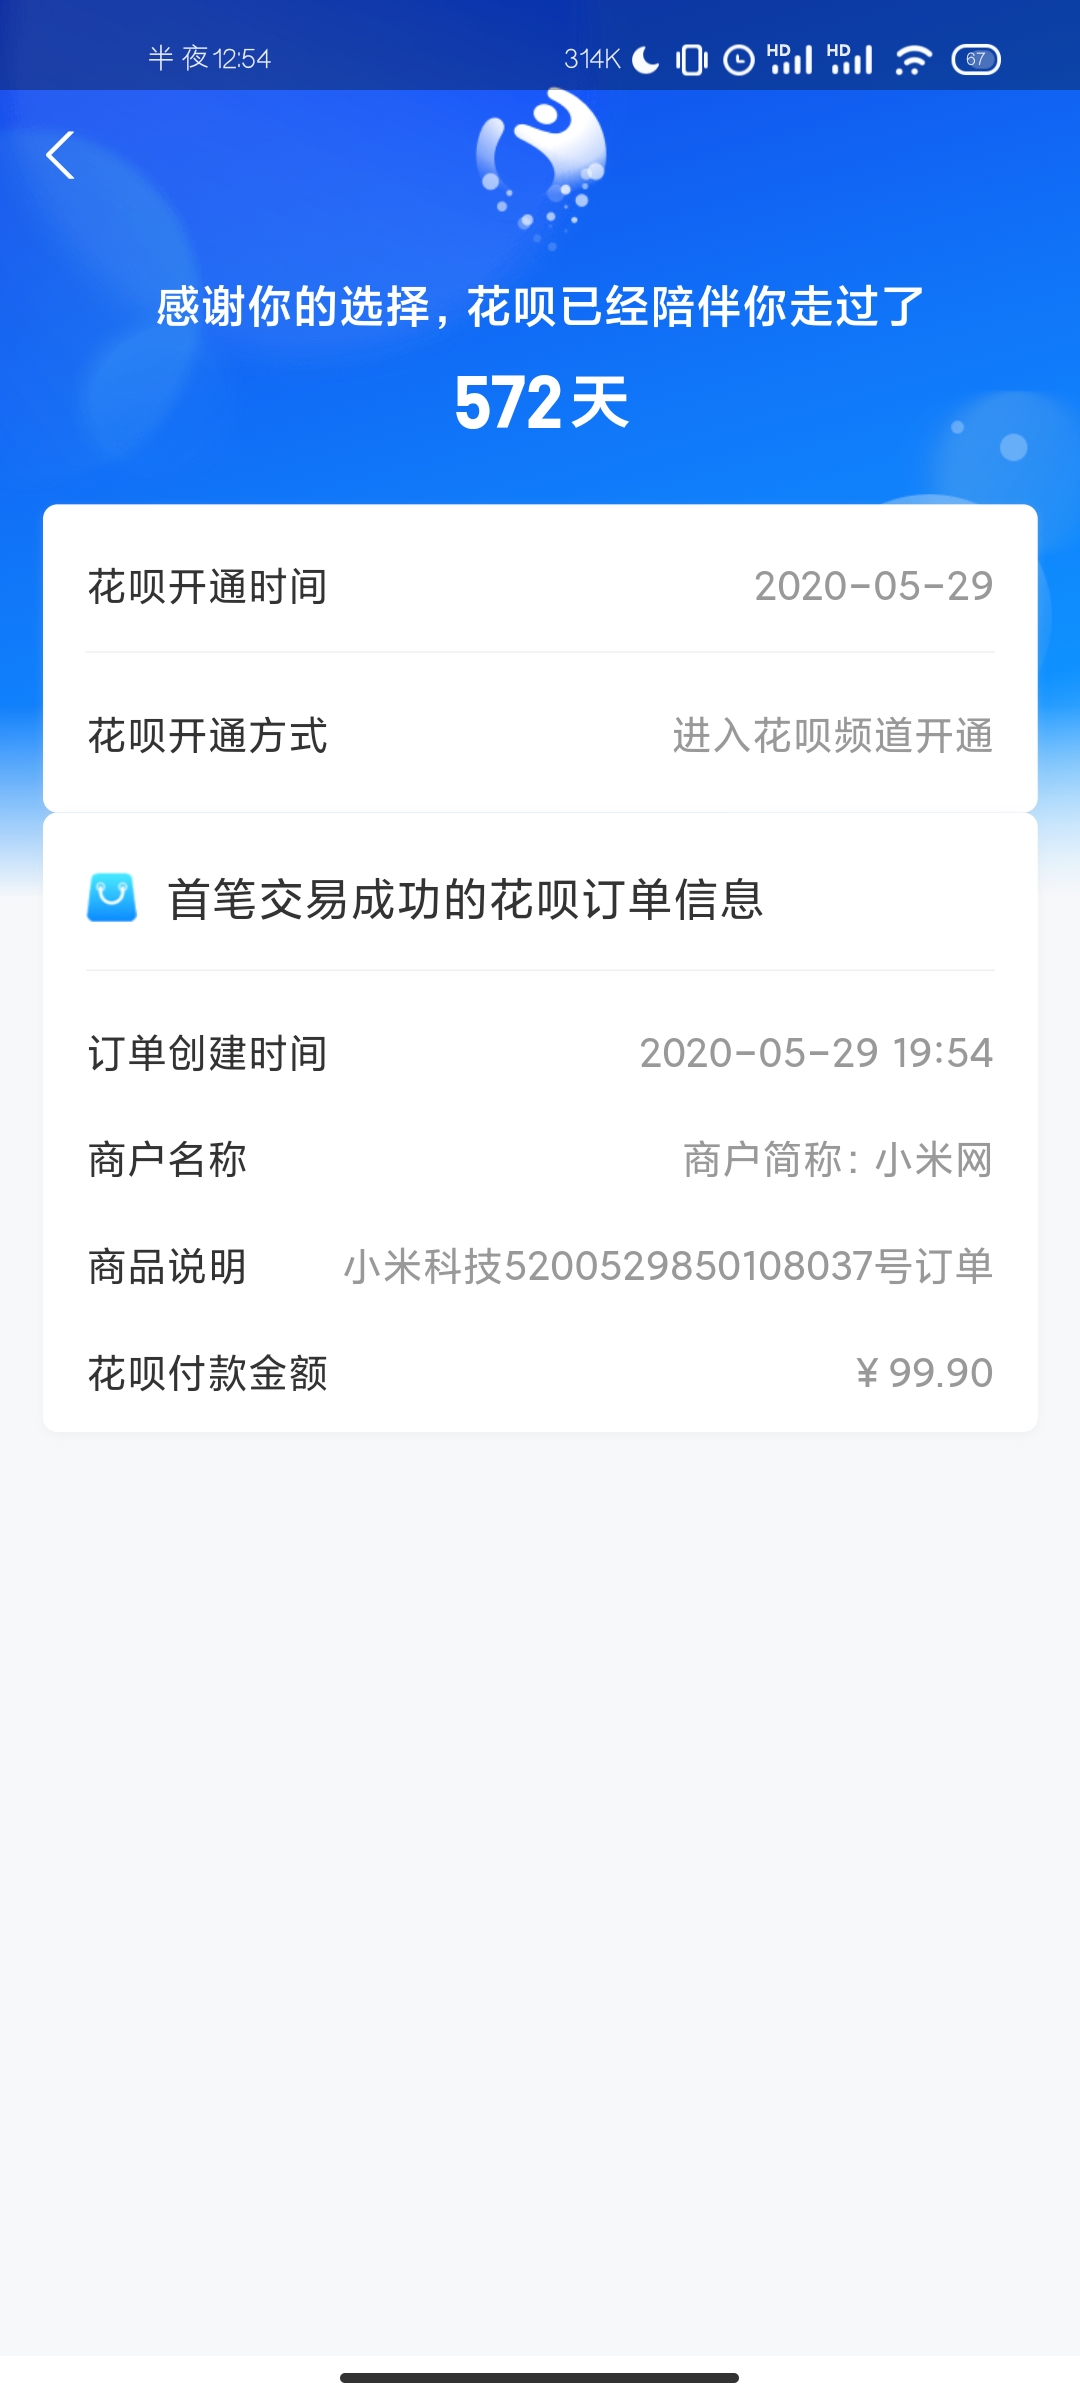 半夜12:54 314K HD HD 67
感谢你的选择，花呗已经陪伴你走过了
572天
花呗开通时间 2020-05-29
花呗开通方式 进入花呗频道开通
首笔交易成功的花呗订单信息
订单创建时间 2020-05-29 19:54
商户名称 商户简称：小米网
商品说明 小米科技5200529850108037号订单
花呗付款金额 ¥ 99.90